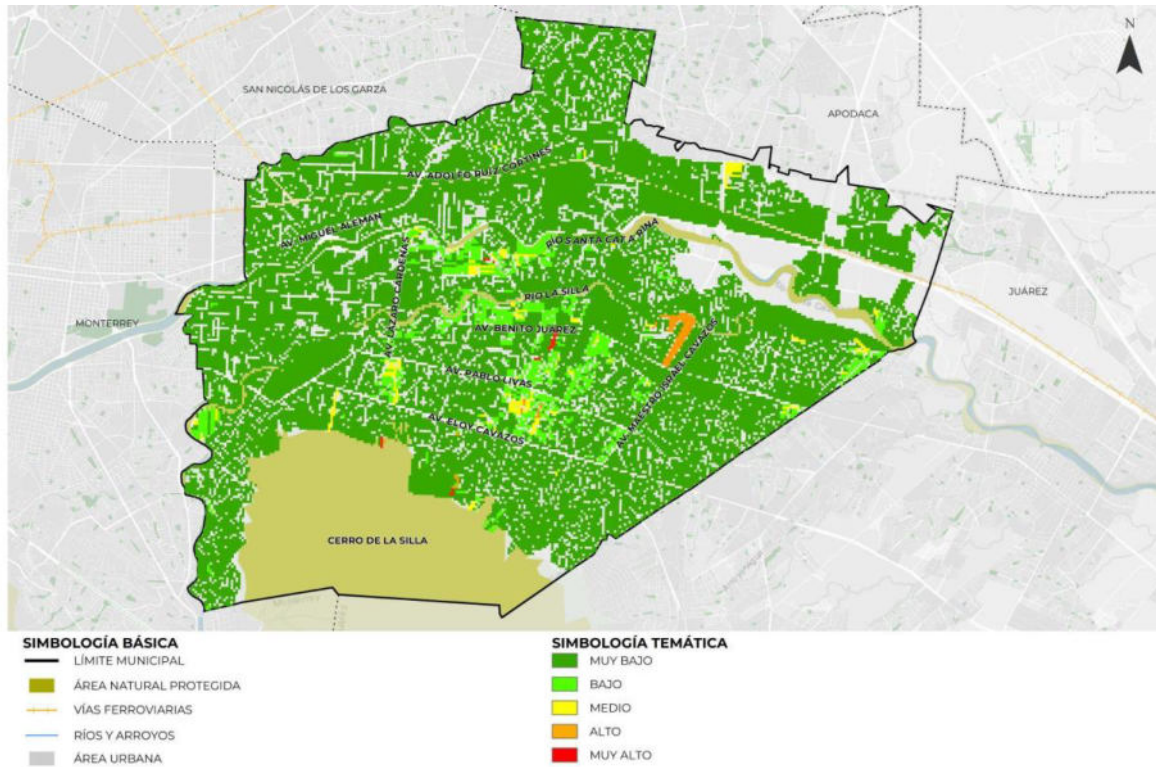 N
SAN NICOLÁS DE LOS GARZA
APODACA
AV. ADOLFO RUIZ CORTINES
AV. MIGUEL ALEMÁN
RÍO SANTA CATARINA
AV. LAZARO CARDENAS
RÍO LA SILLA
JUÁREZ
MONTERREY
AV. BENITO JUÁREZ
AV. MAESTRO ISRAEL CAVAZOS
AV. PABLO LIVAS
AV. ELOY CAVAZOS
CERRO DE LA SILLA
SIMBOLOGÍA BÁSICA
LÍMITE MUNICIPAL
ÁREA NATURAL PROTEGIDA
VÍAS FERROVIARIAS
RÍOS Y ARROYOS
ÁREA URBANA
SIMBOLOGÍA TEMÁTICA
MUY BAJO
BAJO
MEDIO
ALTO
MUY ALTO